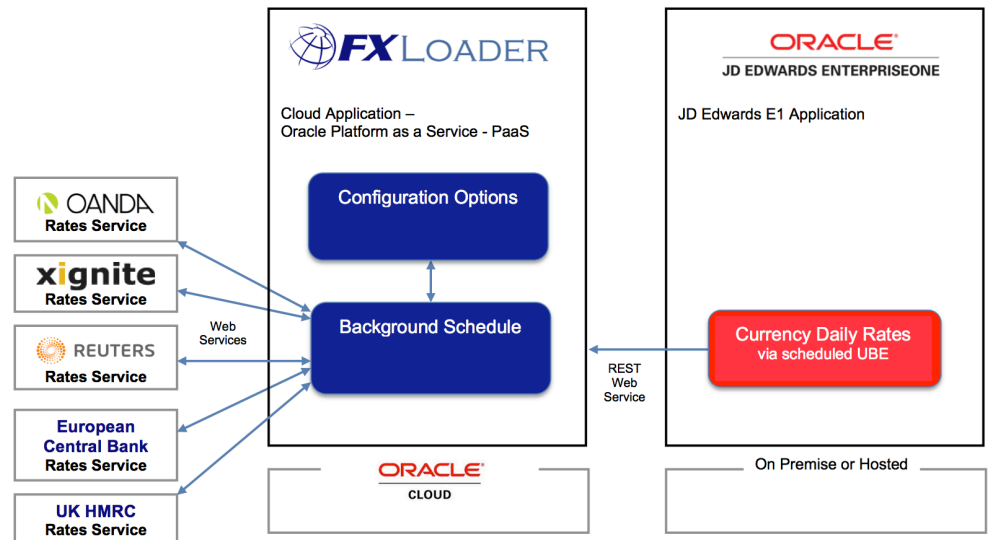 FXLOADER
Cloud Application –
Oracle Platform as a Service - PaaS
Configuration Options
Background Schedule
ORACLE®
CLOUD
OANDA
Rates Service
xignite
Rates Service
REUTERS
Rates Service
European
Central Bank
Rates Service
UK HMRC
Rates Service
Web
Services
REST
Web
Service
ORACLE®
JD EDWARDS ENTERPRISEONE
JD Edwards E1 Application
Currency Daily Rates
via scheduled UBE
On Premise or Hosted